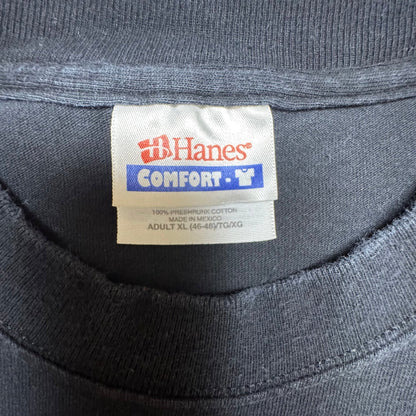 Hanes®
COMFORT - T
100% PRESHRUNK COTTON
MADE IN MEXICO
ADULT XL (46-48)/TG/XG